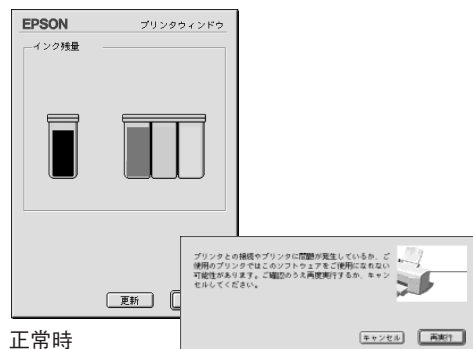 EPSON プリンタウィンドウ
インク残量
更新
プリンタとの接続やプリンタに問題が発生しているか、ご
使用のプリンタではこのソフトウェアをご使用になれない
可能性があります。ご確認のうえ再度実行するか、キャン
セルしてください。
キャンセル 再実行
正常時